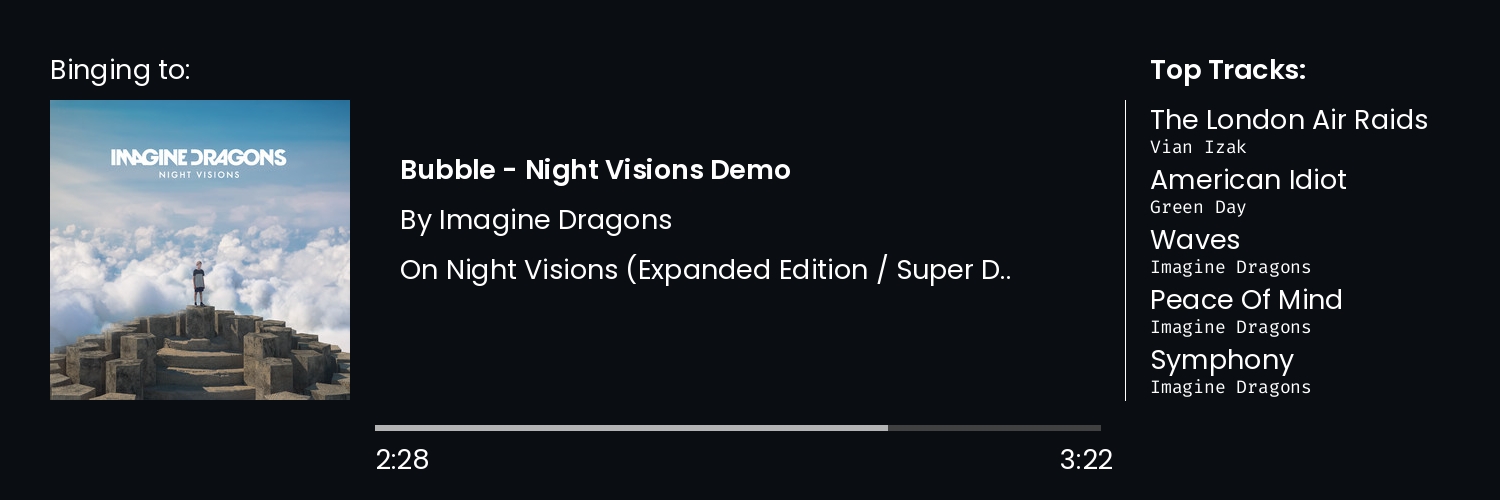 Binging to:
IMAGINE DRAGONS
NIGHT VISIONS
Bubble - Night Visions Demo
By Imagine Dragons
On Night Visions (Expanded Edition / Super D..
2:28
3:22
Top Tracks:
The London Air Raids
Vian Izak
American Idiot
Green Day
Waves
Imagine Dragons
Peace Of Mind
Imagine Dragons
Symphony
Imagine Dragons